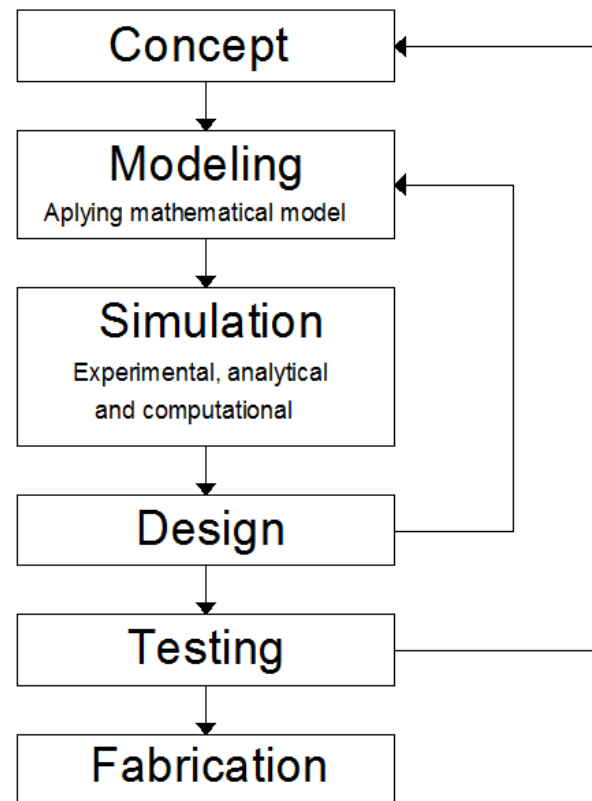 Concept
Modeling
Aplying mathematical model
Simulation
Experimental, analytical
and computational
Design
Testing
Fabrication